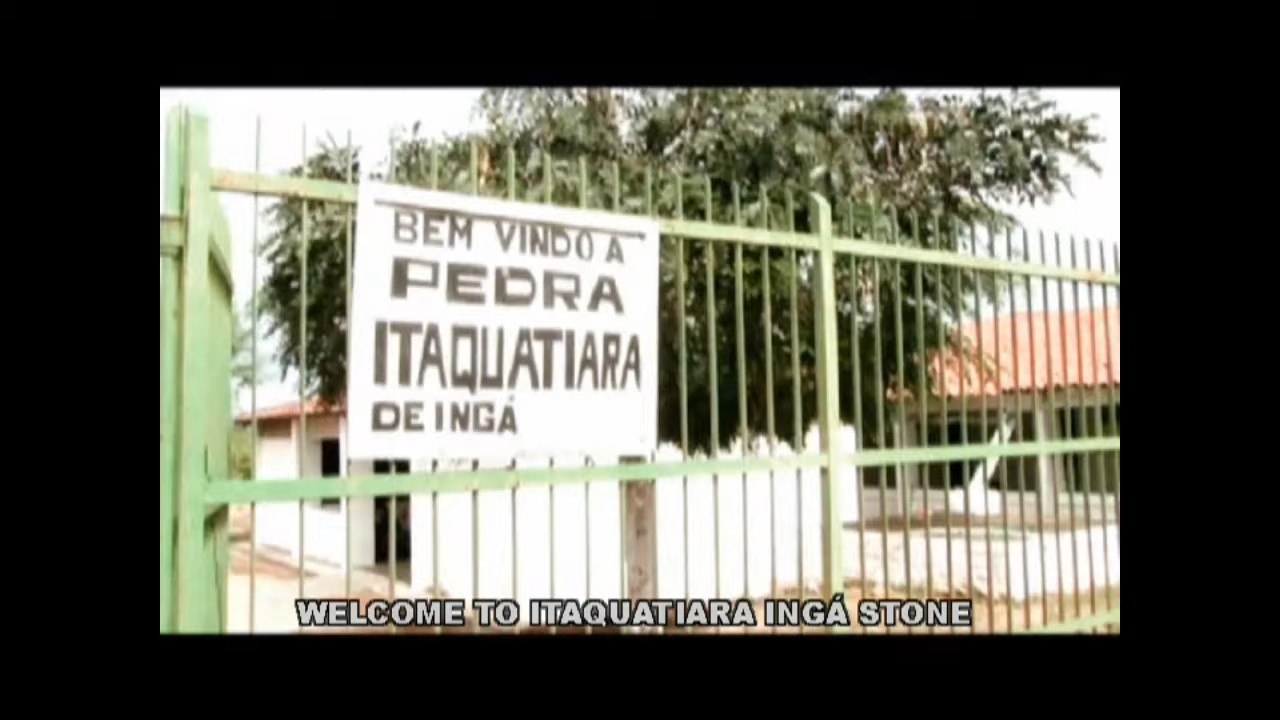 BEM VINDO A
PEDRA
ITAQUATIARA
DE INGÁ
WELCOME TO ITAQUATIARA INGÁ STONE